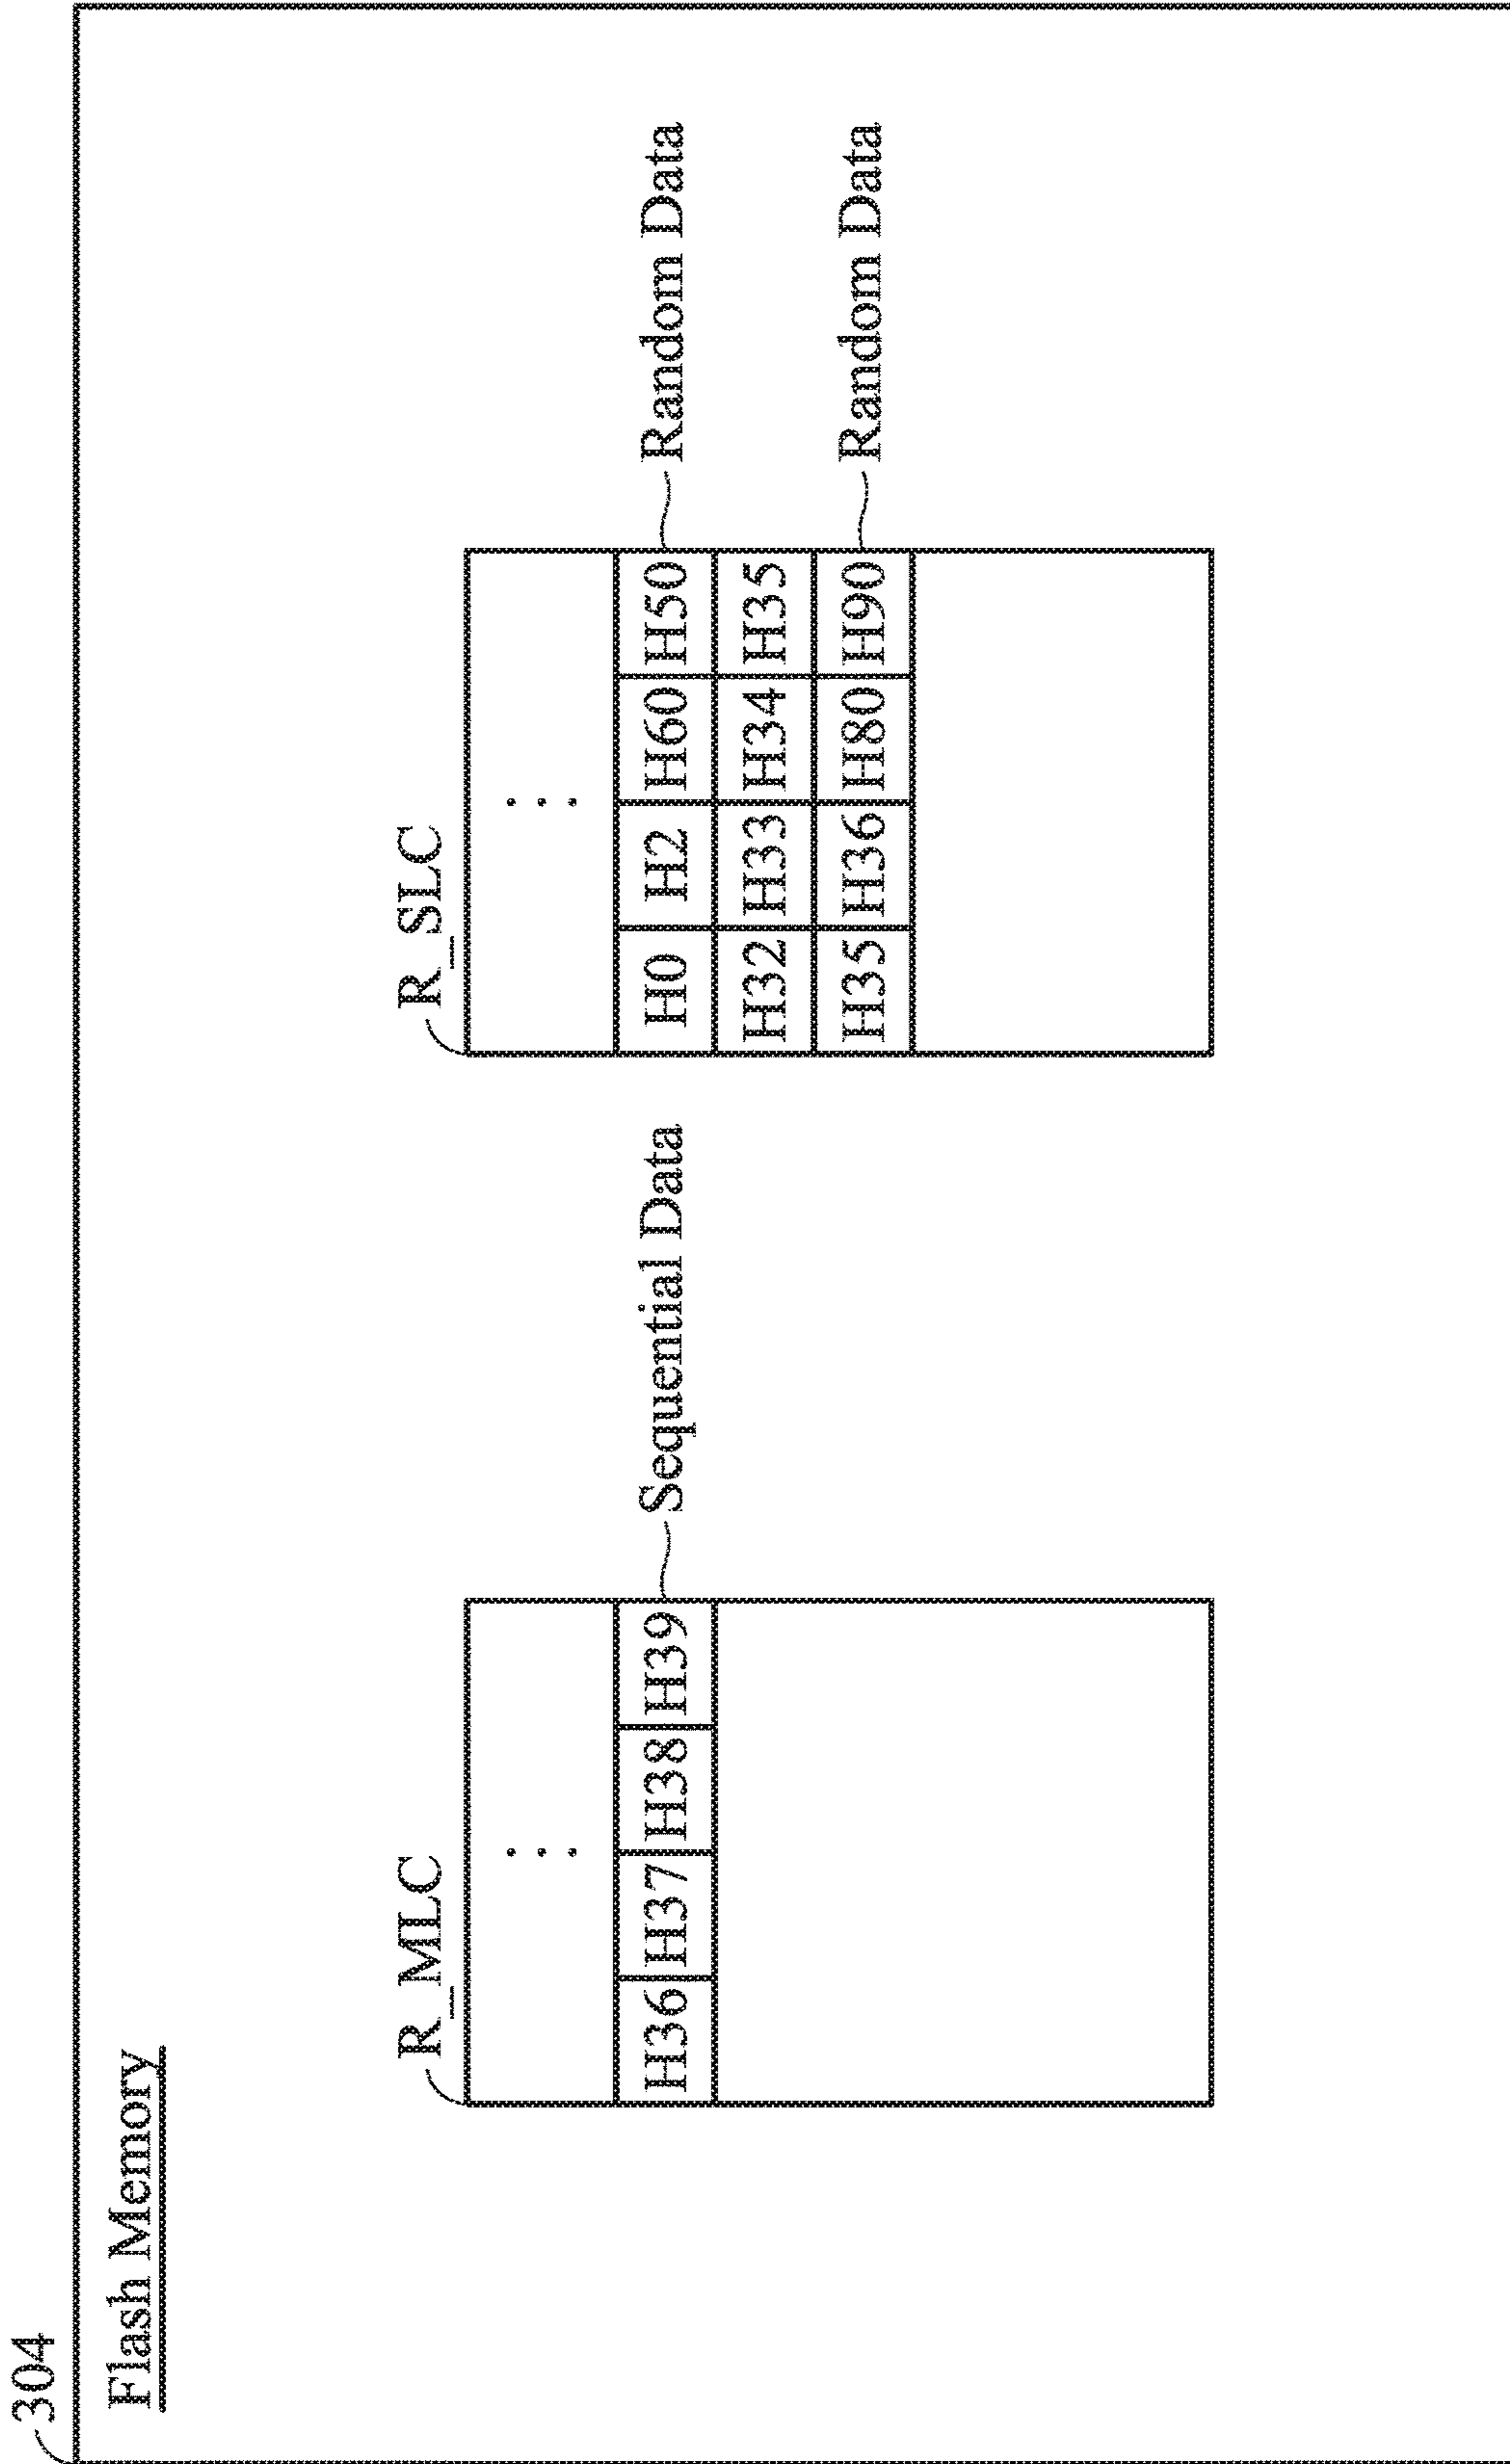 304
Flash Memory
R_MLC
R_SLC
H36 H37 H38 H39
Sequential Data
H0 H2 H60 H50
Random Data
H32 H33 H34 H35
H35 H36 H80 H90
Random Data